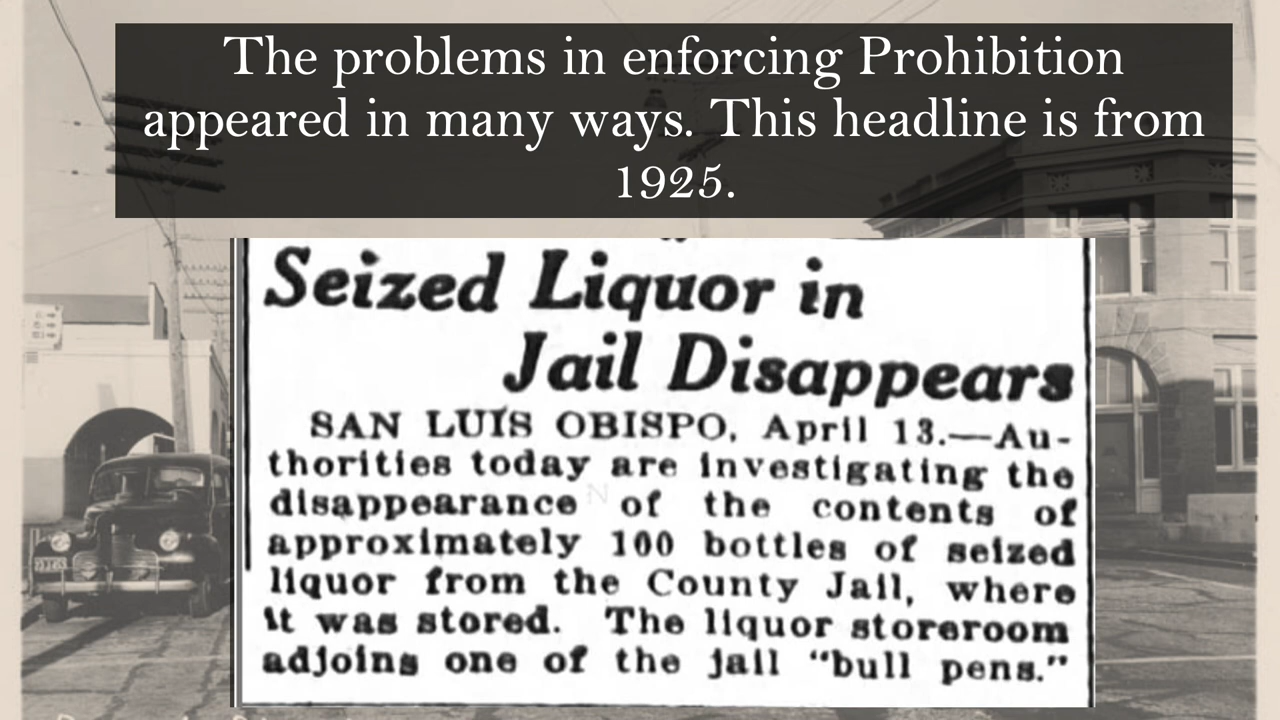 The problems in enforcing Prohibition
appeared in many ways. This headline is from
1925.
Seized Liquor in
Jail Disappears
SAN LUIS OBISPO, April 13.—Au-
thorities today are investigating the
disappearance of the contents of
approximately 100 bottles of seized
liquor from the County Jail, where
it was stored. The liquor storeroom
adjoins one of the jail “bull pens.”